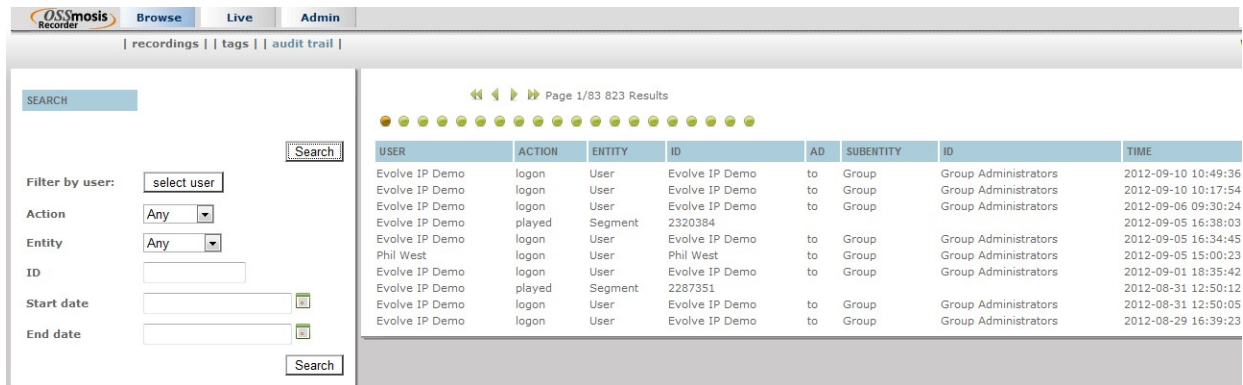 OSSmosis Recorder Browse Live Admin
| recordings | | tags | | audit trail |
SEARCH
Search
Filter by user: select user
Action Any
Entity Any
ID
Start date
End date
Search
Page 1/83 823 Results
USER ACTION ENTITY ID AD SUBENTITY ID TIME
Evolve IP Demo logon User Evolve IP Demo to Group Group Administrators 2012-09-10 10:49:36
Evolve IP Demo logon User Evolve IP Demo to Group Group Administrators 2012-09-10 10:17:54
Evolve IP Demo logon User Evolve IP Demo to Group Group Administrators 2012-09-06 09:30:24
Evolve IP Demo played Segment 2320384 2012-09-05 16:38:03
Evolve IP Demo logon User Evolve IP Demo to Group Group Administrators 2012-09-05 16:34:45
Phil West logon User Phil West to Group Group Administrators 2012-09-05 15:00:23
Evolve IP Demo logon User Evolve IP Demo to Group Group Administrators 2012-09-01 18:35:42
Evolve IP Demo played Segment 2287351 2012-08-31 12:50:12
Evolve IP Demo logon User Evolve IP Demo to Group Group Administrators 2012-08-31 12:50:05
Evolve IP Demo logon User Evolve IP Demo to Group Group Administrators 2012-08-29 16:39:23